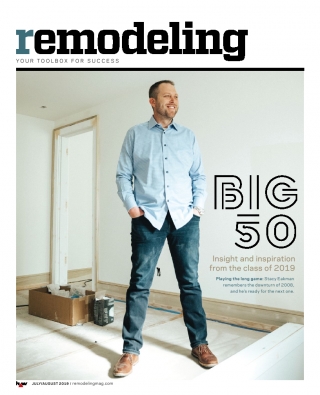 remodeling
YOUR TOOLBOX FOR SUCCESS
BIG
50
Insight and inspiration
from the class of 2019
Playing the long game: Stacy Eakman
remembers the downturn of 2008,
and he's ready for the next one.
JULY/AUGUST 2019 | remodelingmag.com